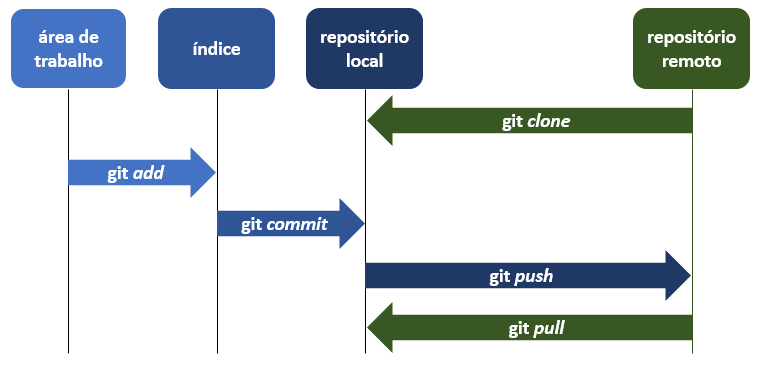 área de
trabalho
índice
repositório
local
repositório
remoto
git clone
git add
git commit
git push
git pull